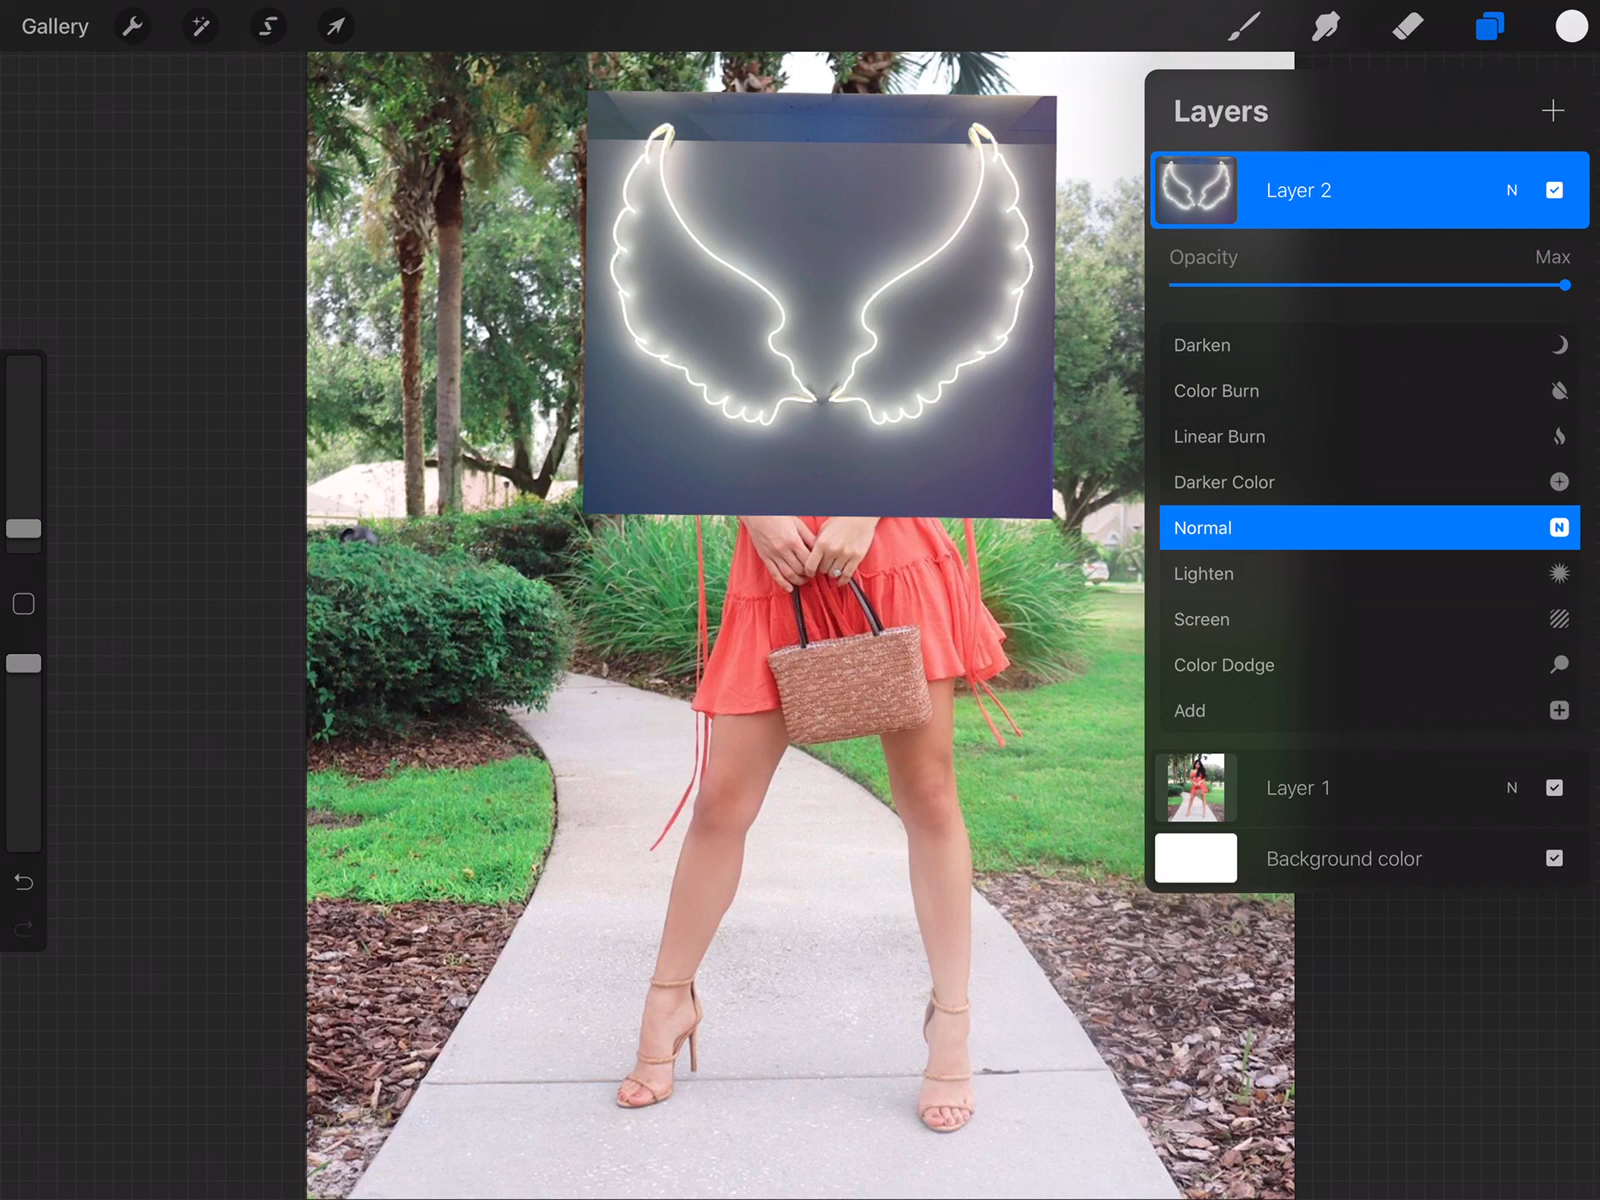 Gallery
Layers
Layer 2 N
Opacity Max
Darken
Color Burn
Linear Burn
Darker Color
Normal N
Lighten
Screen
Color Dodge
Add
Layer 1 N
Background color